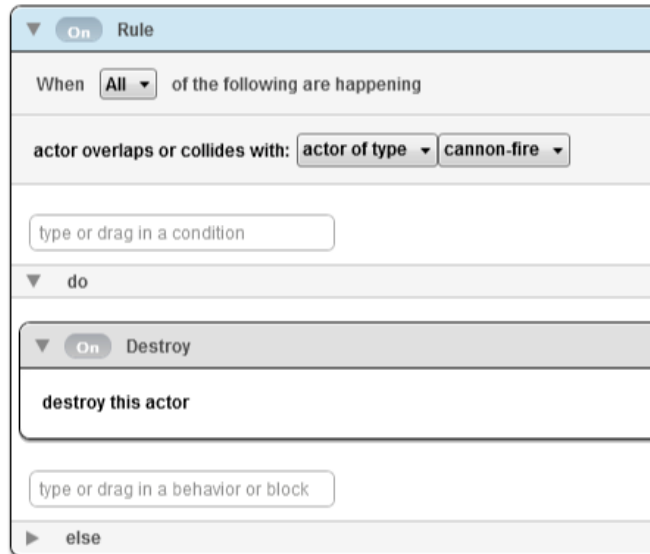 On Rule
When All of the following are happening
actor overlaps or collides with: actor of type cannon-fire
type or drag in a condition
do
On Destroy
destroy this actor
type or drag in a behavior or block
else